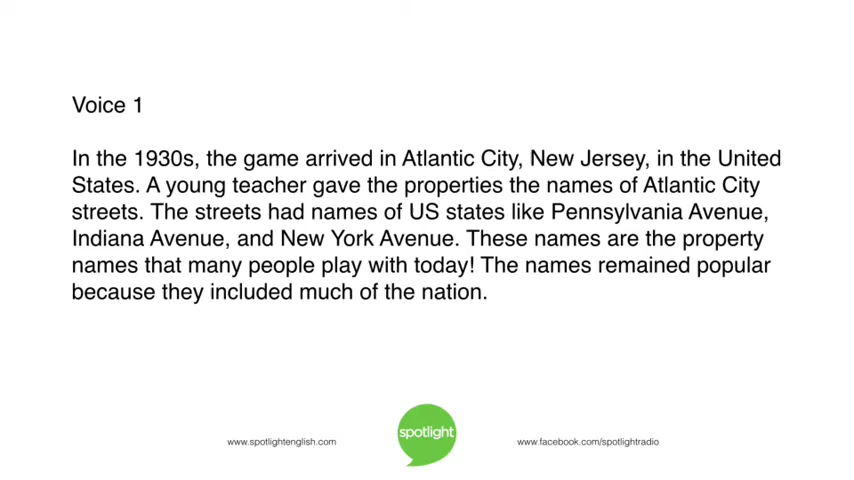 Voice 1
In the 1930s, the game arrived in Atlantic City, New Jersey, in the United
States. A young teacher gave the properties the names of Atlantic City
streets. The streets had names of US states like Pennsylvania Avenue,
Indiana Avenue, and New York Avenue. These names are the property
names that many people play with today! The names remained popular
because they included much of the nation.
spotlight
www.spotlightenglish.com
www.facebook.com/spotlightradio